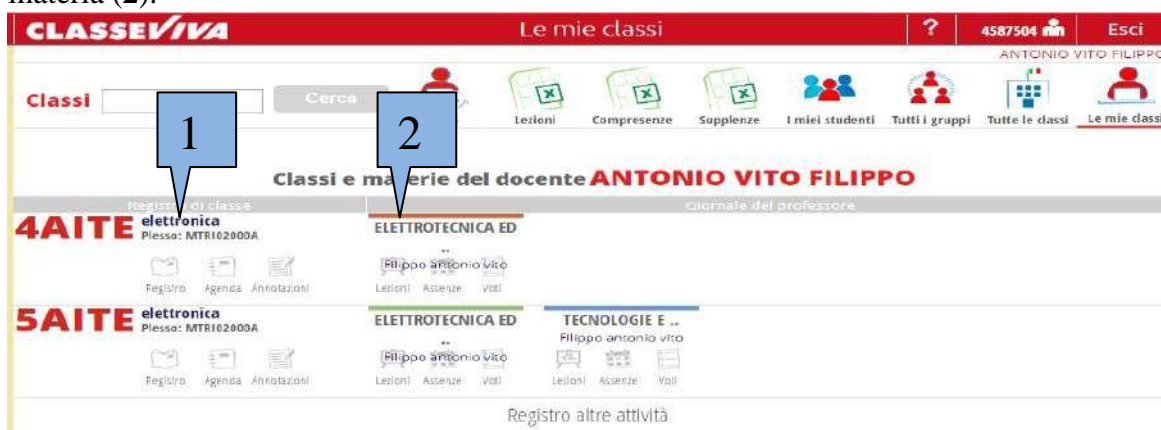 materia (2).
CLASSEVIVA Le mie classi ? 4587504 Esci
ANTONIO VITO FILIPPO
Classi Cerca
Lezioni Compresenze Supplenze I miei studenti Tutti i gruppi Tutte le classi Le mie classi
1 2
Classi e materie del docente ANTONIO VITO FILIPPO
Registro di classe Giornale del professore
4AITE elettronica ELETTROTECNICA ED ..
Plesso: MTRI02000A
Filippo antonio vito
Registro Agenda Annotazioni Lezioni Assenze Voti
5AITE elettronica ELETTROTECNICA ED .. TECNOLOGIE E ..
Plesso: MTRI02000A Filippo antonio vito
Filippo antonio vito
Registro Agenda Annotazioni Lezioni Assenze Voti Lezioni Assenze Voti
Registro altre attività